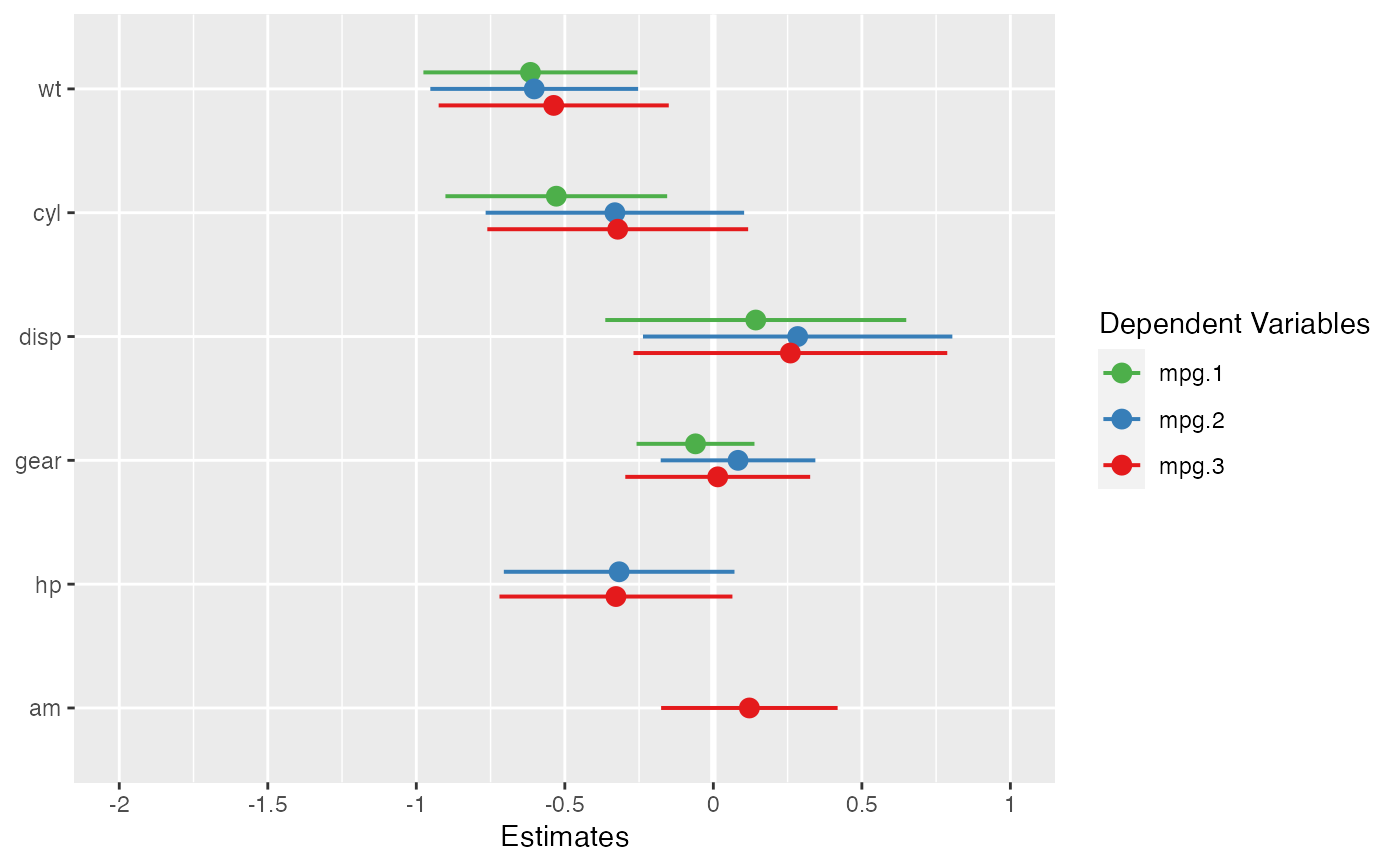 wt
cyl
disp
gear
hp
am
-2
-1.5
-1
-0.5
0
0.5
1
Estimates
Dependent Variables
mpg.1
mpg.2
mpg.3